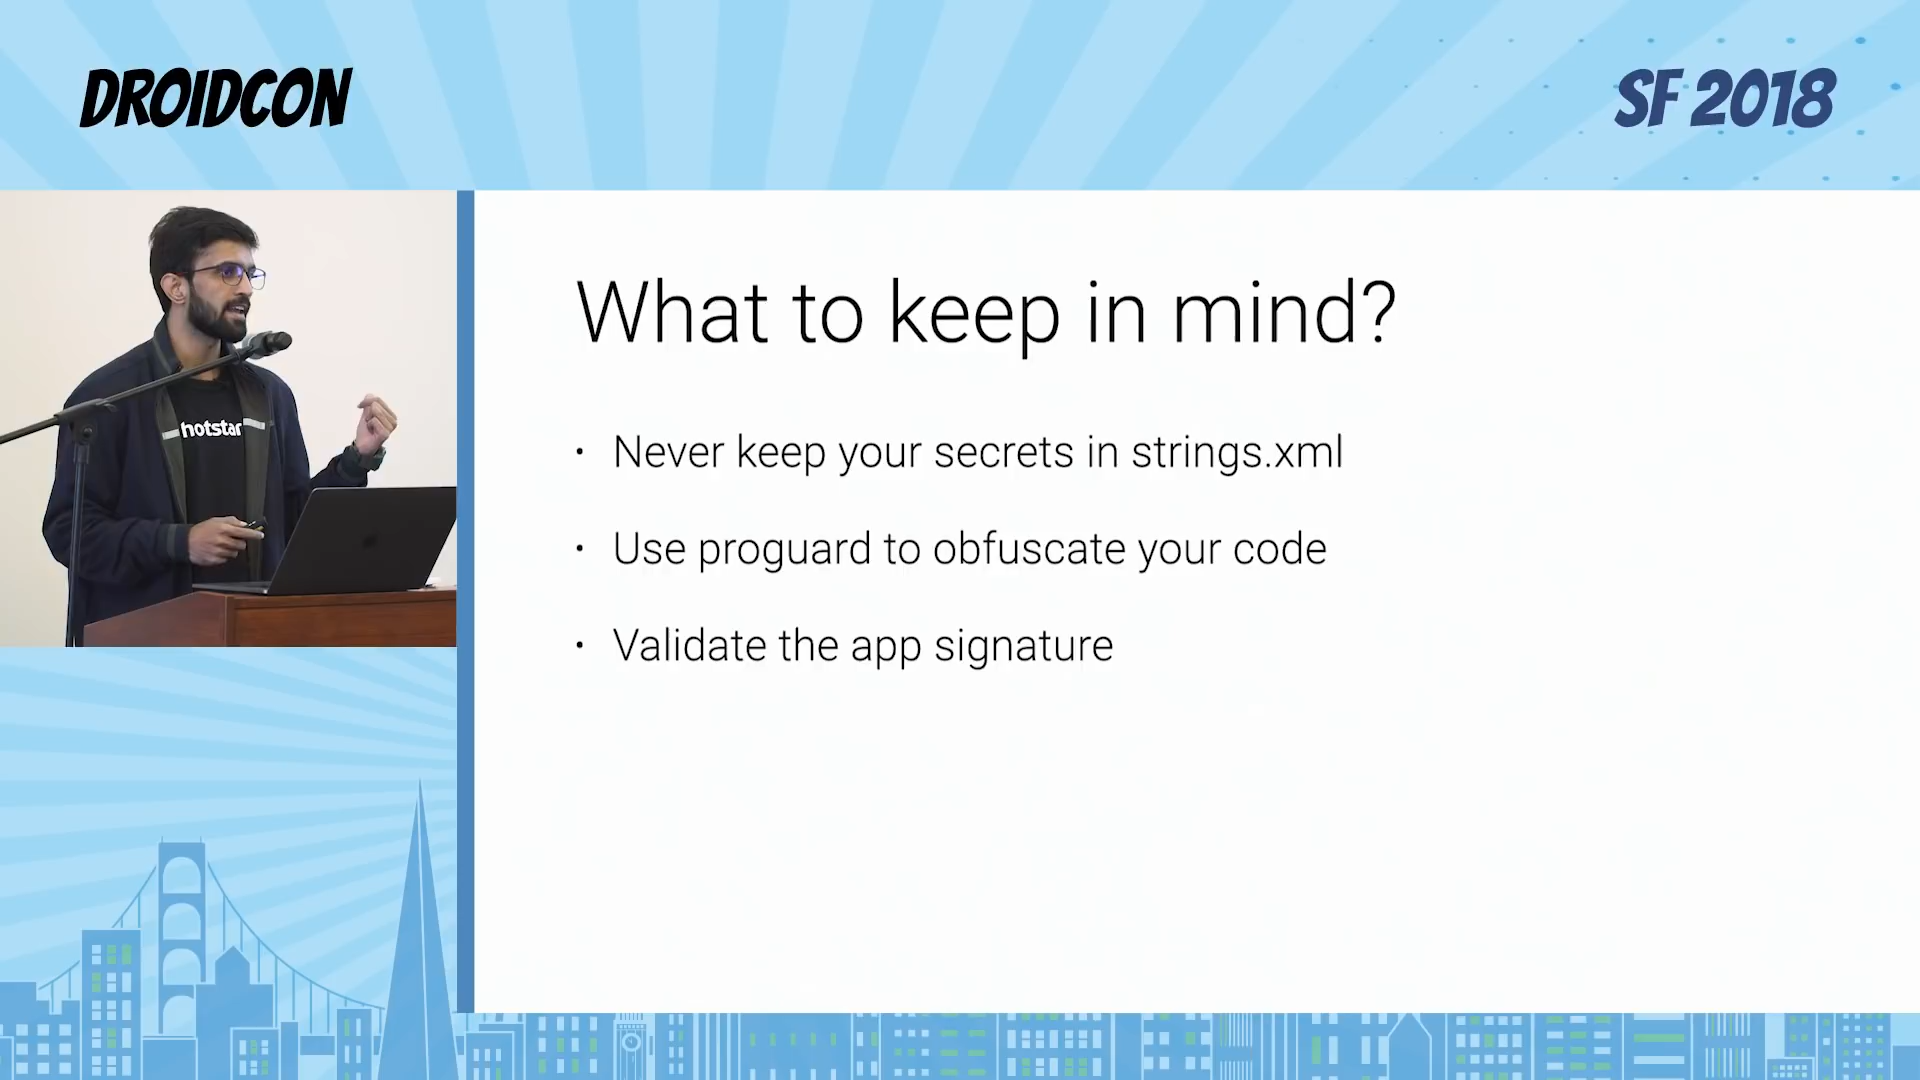 DROIDCON
SF 2018
hotstar
What to keep in mind?
• Never keep your secrets in strings.xml
• Use proguard to obfuscate your code
• Validate the app signature